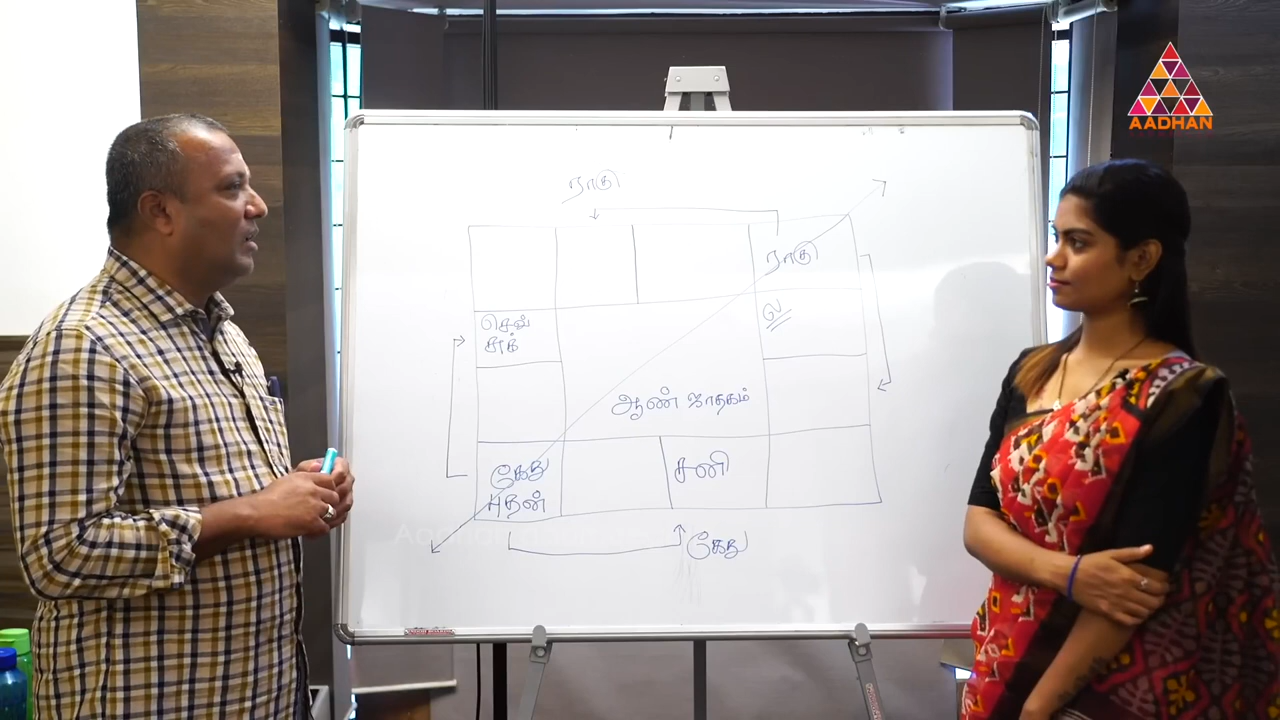 AADHAN
ராகு
ராகு
செவ்
சுக்
ல
ஆண் ஜாதகம்
கேது
புதன்
சனி
கேது